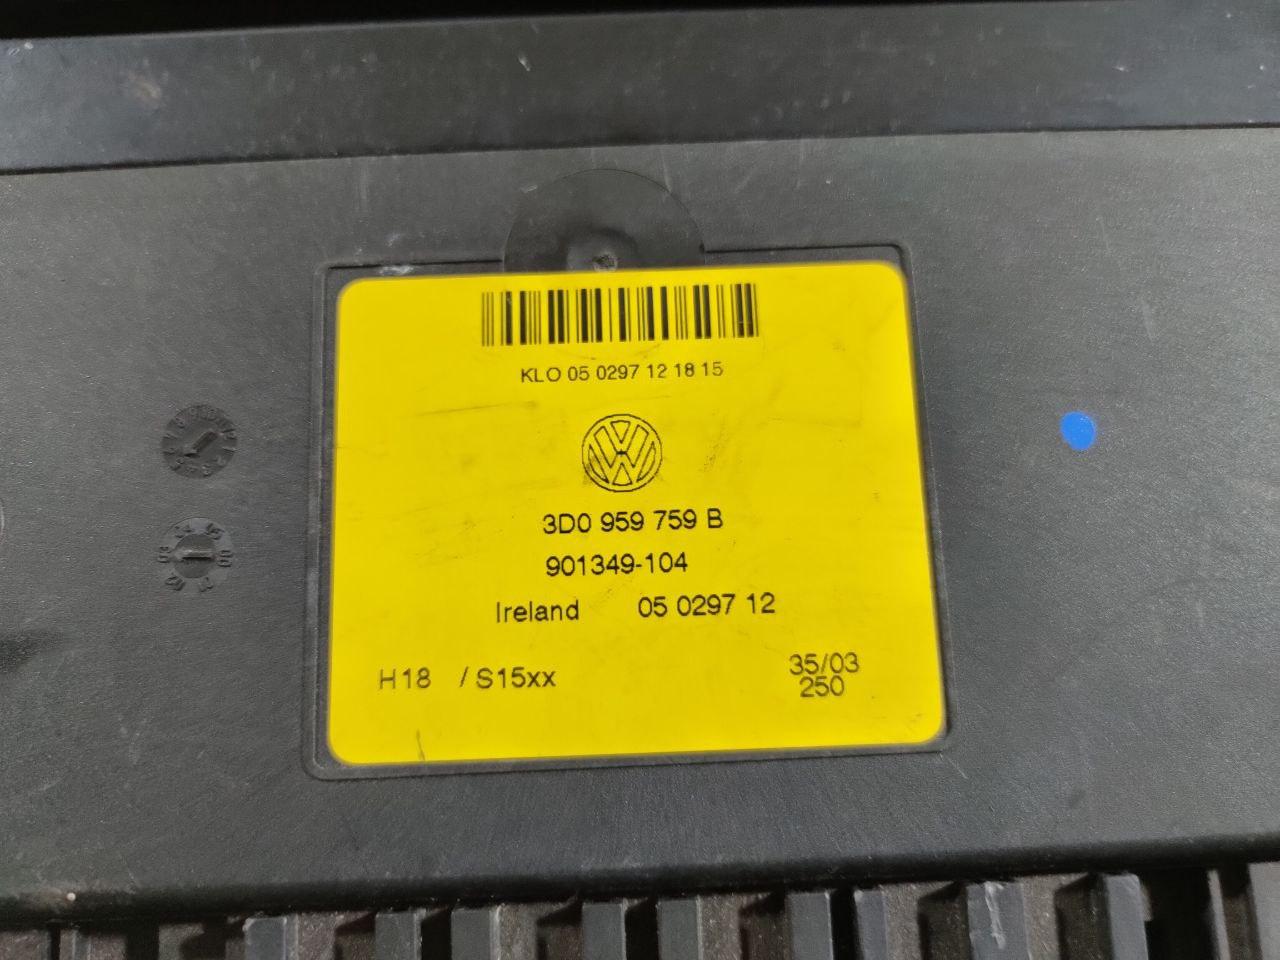 KLO 05 0297 12 18 15
3D0 959 759 B
901349-104
Ireland 05 0297 12
H18 / S15xx 35/03
250